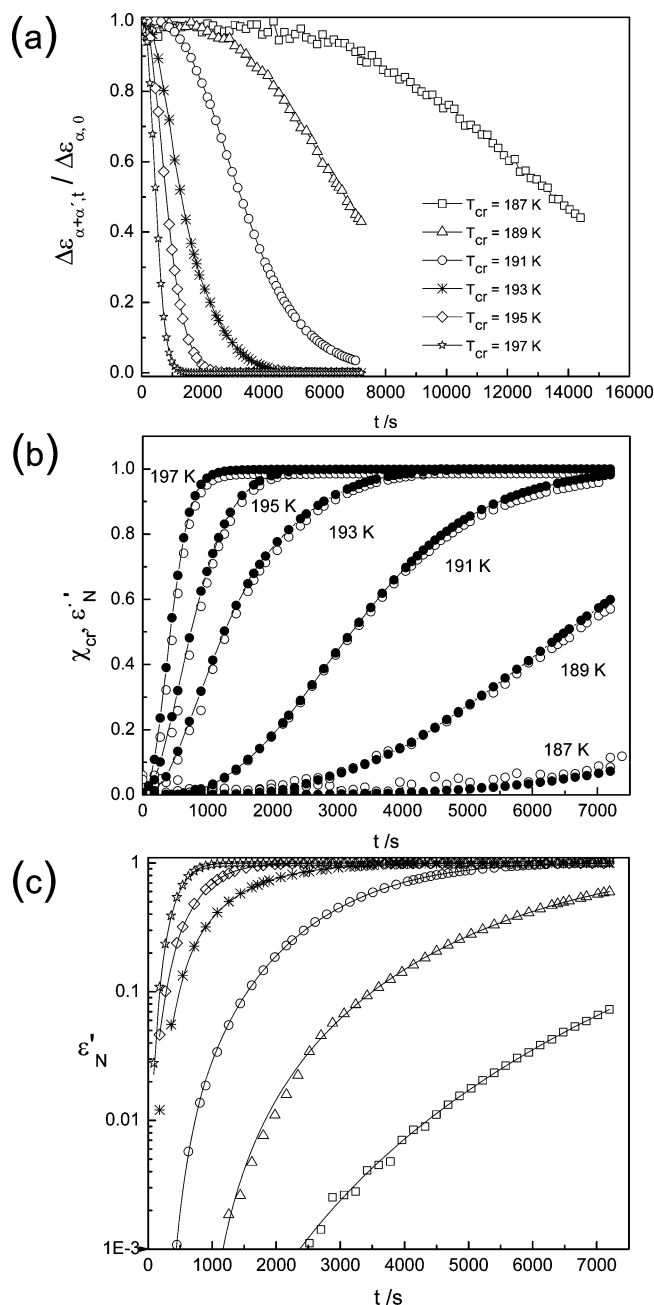 (a)
1.0
0.8
0.6
0.4
0.2
0.0
Δε α+α´,t / Δε α, 0
T cr = 187 K
T cr = 189 K
T cr = 191 K
T cr = 193 K
T cr = 195 K
T cr = 197 K
0 2000 4000 6000 8000 10000 12000 14000 16000
t /s
(b)
1.0
0.8
0.6
0.4
0.2
0.0
χ cr, ε' 'N
197 K
195 K
193 K
191 K
189 K
187 K
0 1000 2000 3000 4000 5000 6000 7000
t /s
(c)
1
0.1
0.01
1E-3
ε'N
0 1000 2000 3000 4000 5000 6000 7000
t /s